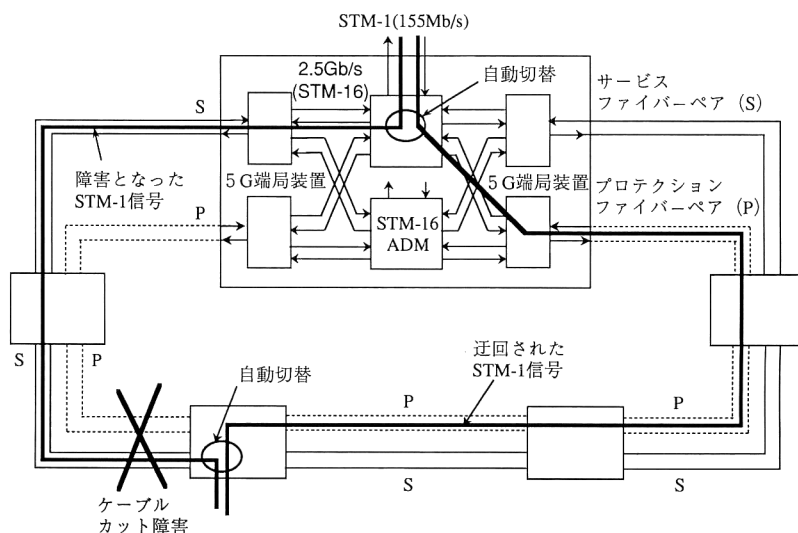 STM-1(155Mb/s)
2.5Gb/s
(STM-16)
自動切替
サービス
ファイバーペア（S）
S
障害となった
STM-1信号
5G端局装置
5G端局装置
プロテクション
ファイバーペア（P）
P
STM-16
ADM
S
P
自動切替
迂回された
STM-1信号
P
P
S
S
ケーブル
カット障害